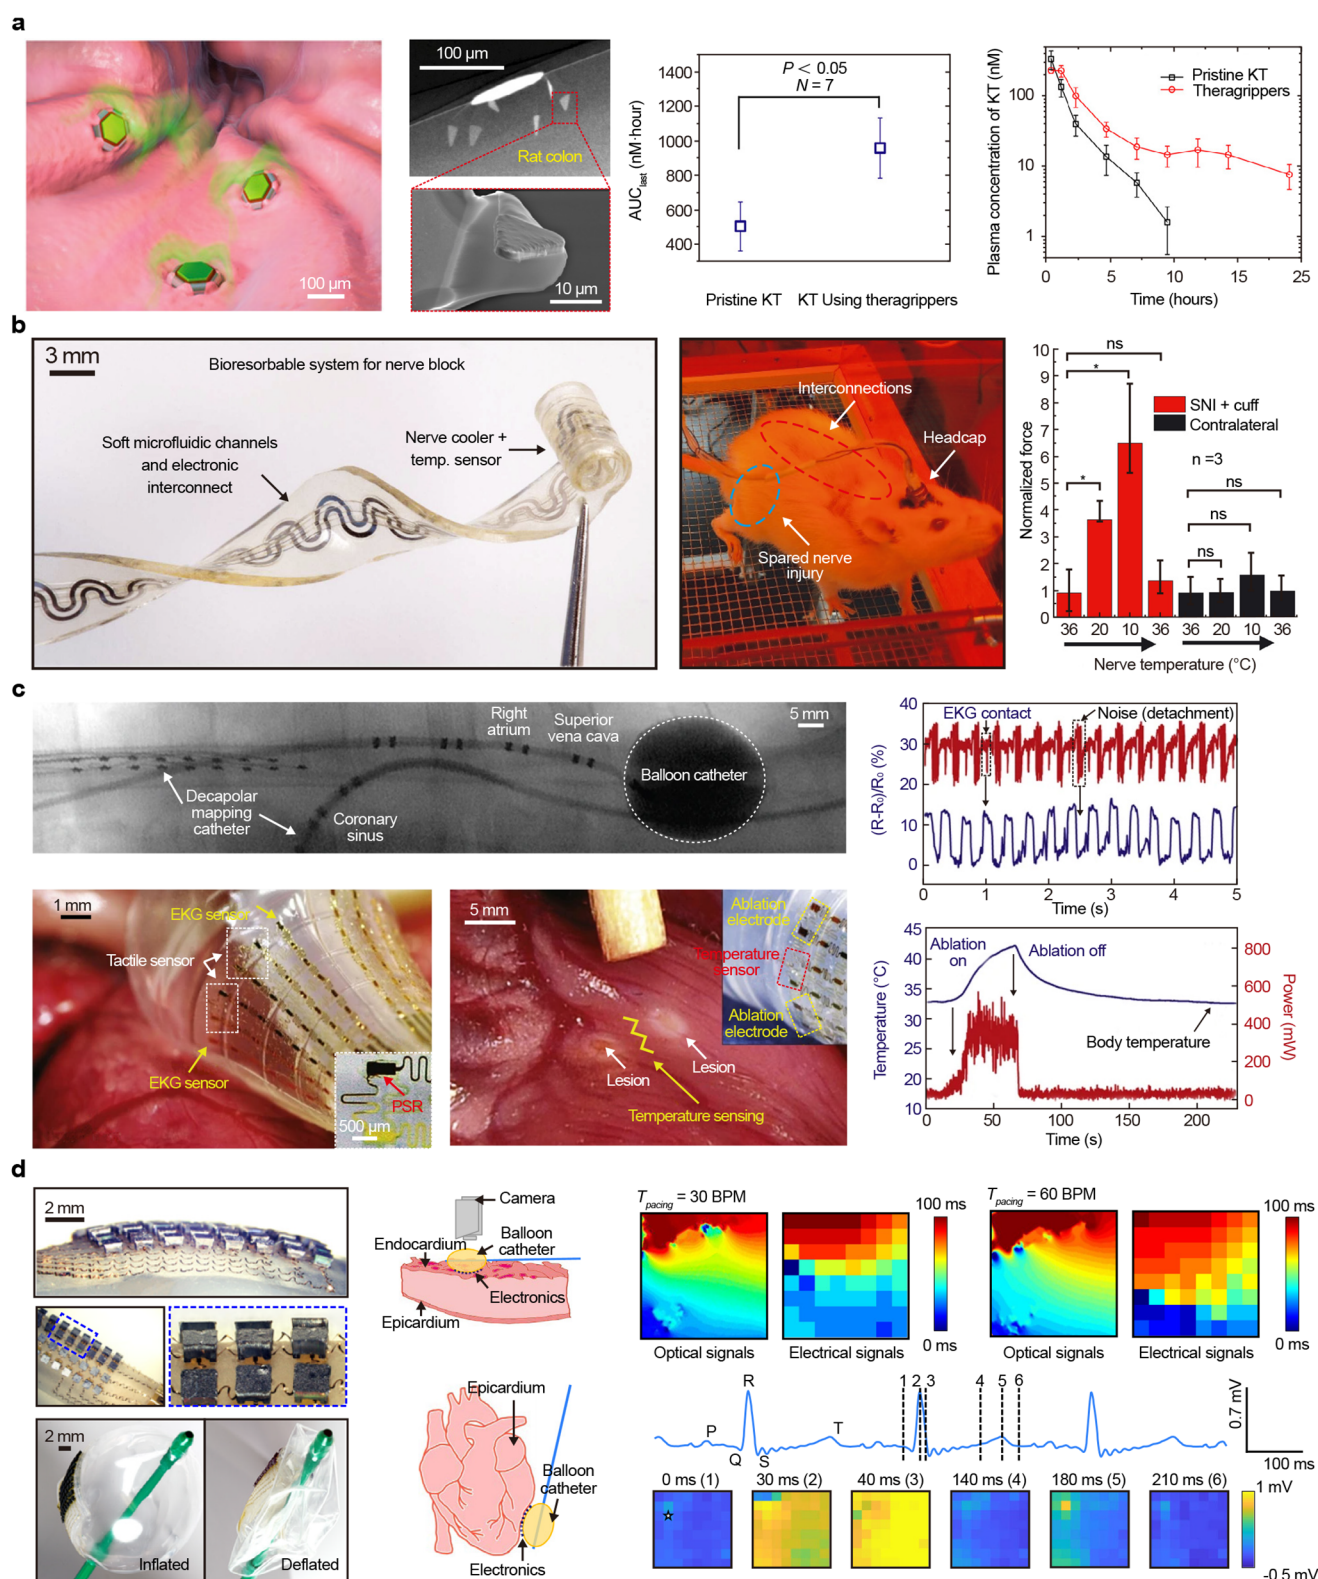 a
100 µm
100 µm
Rat colon
10 µm
AUClast (nM·hour)
1400
1200
1000
800
600
400
P < 0.05
N = 7
Pristine KT
KT Using theragrippers
Plasma concentration of KT (nM)
100
10
1
Pristine KT
Theragrippers
0
5
10
15
25
Time (hours)
b
3 mm
Bioresorbable system for nerve block
Soft microfluidic channels
and electronic
interconnect
Nerve cooler +
temp. sensor
Interconnections
Headcap
Spared nerve
injury
Normalized force
10
9
8
7
6
5
4
3
2
1
0
ns
*
*
SNI + cuff
Contralateral
n =3
ns
ns
ns
36
20
10
36
36
20
10
36
Nerve temperature (°C)
c
Right
atrium
Superior
vena cava
5 mm
Balloon catheter
Decapolar
mapping
catheter
Coronary
sinus
(R-R₀)/R₀ (%)
40
30
20
10
0
EKG contact
Noise (detachment)
0
1
2
3
4
5
Time (s)
1 mm
EKG sensor
Tactile sensor
EKG sensor
PSR
500 µm
5 mm
Ablation
electrode
Temperature
sensor
Ablation
electrode
Lesion
Lesion
Temperature sensing
Temperature (°C)
45
40
35
30
25
20
15
10
Ablation
on
Ablation off
Body temperature
800
600
400
200
0
Power (mW)
0
50
100
150
200
Time (s)
d
2 mm
2 mm
Inflated
Deflated
Camera
Balloon
catheter
Endocardium
Electronics
Epicardium
Epicardium
Balloon
catheter
Electronics
Tpacing = 30 BPM
100 ms
0 ms
Optical signals
Electrical signals
Tpacing = 60 BPM
100 ms
0 ms
Optical signals
Electrical signals
R
P
Q
S
T
1
2
3
4
5
6
0.7 mV
100 ms
0 ms (1)
30 ms (2)
40 ms (3)
140 ms (4)
180 ms (5)
210 ms (6)
1 mV
-0.5 mV